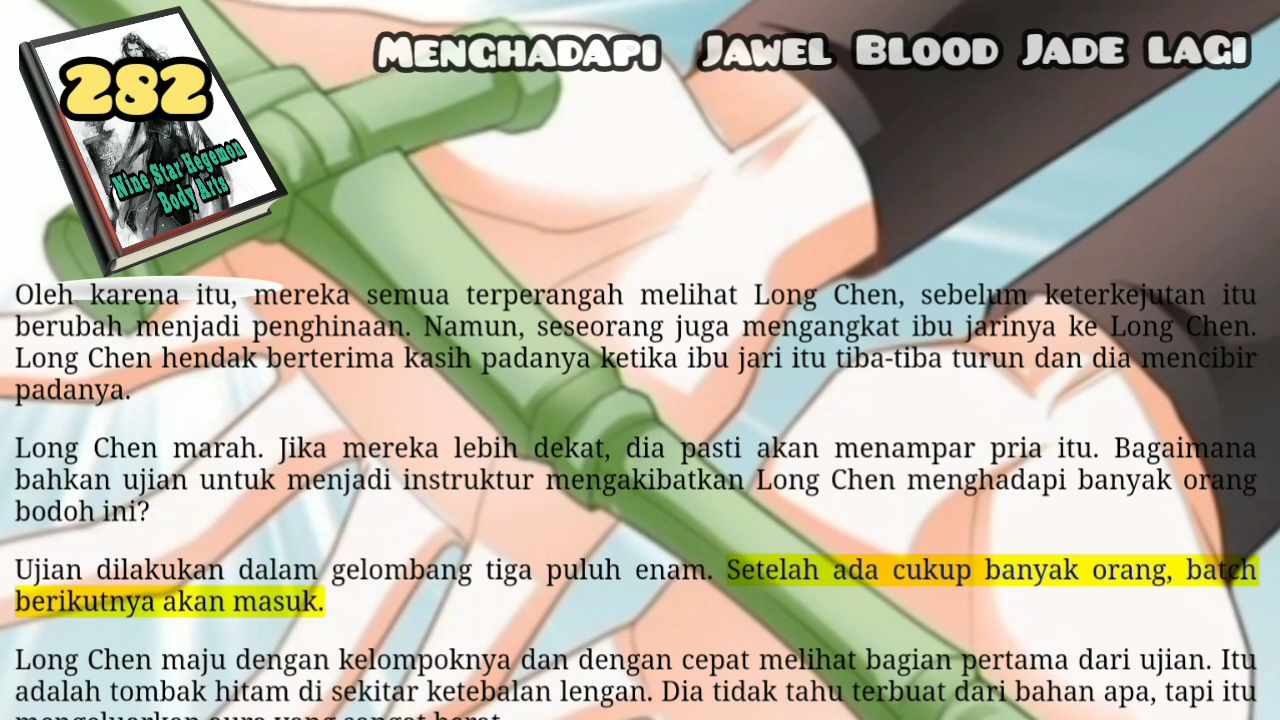 282
Nine Star Hegemon
Body Arts
Menghadapi Jawel Blood Jade lagi
Oleh karena itu, mereka semua terperangah melihat Long Chen, sebelum keterkejutan itu
berubah menjadi penghinaan. Namun, seseorang juga mengangkat ibu jarinya ke Long Chen.
Long Chen hendak berterima kasih padanya ketika ibu jari itu tiba-tiba turun dan dia mencibir
padanya.
Long Chen marah. Jika mereka lebih dekat, dia pasti akan menampar pria itu. Bagaimana
bahkan ujian untuk menjadi instruktur mengakibatkan Long Chen menghadapi banyak orang
bodoh ini?
Ujian dilakukan dalam gelombang tiga puluh enam. Setelah ada cukup banyak orang, batch
berikutnya akan masuk.
Long Chen maju dengan kelompoknya dan dengan cepat melihat bagian pertama dari ujian. Itu
adalah tombak hitam di sekitar ketebalan lengan. Dia tidak tahu terbuat dari bahan apa, tapi itu
mengeluarkan aura yang sangat berat.